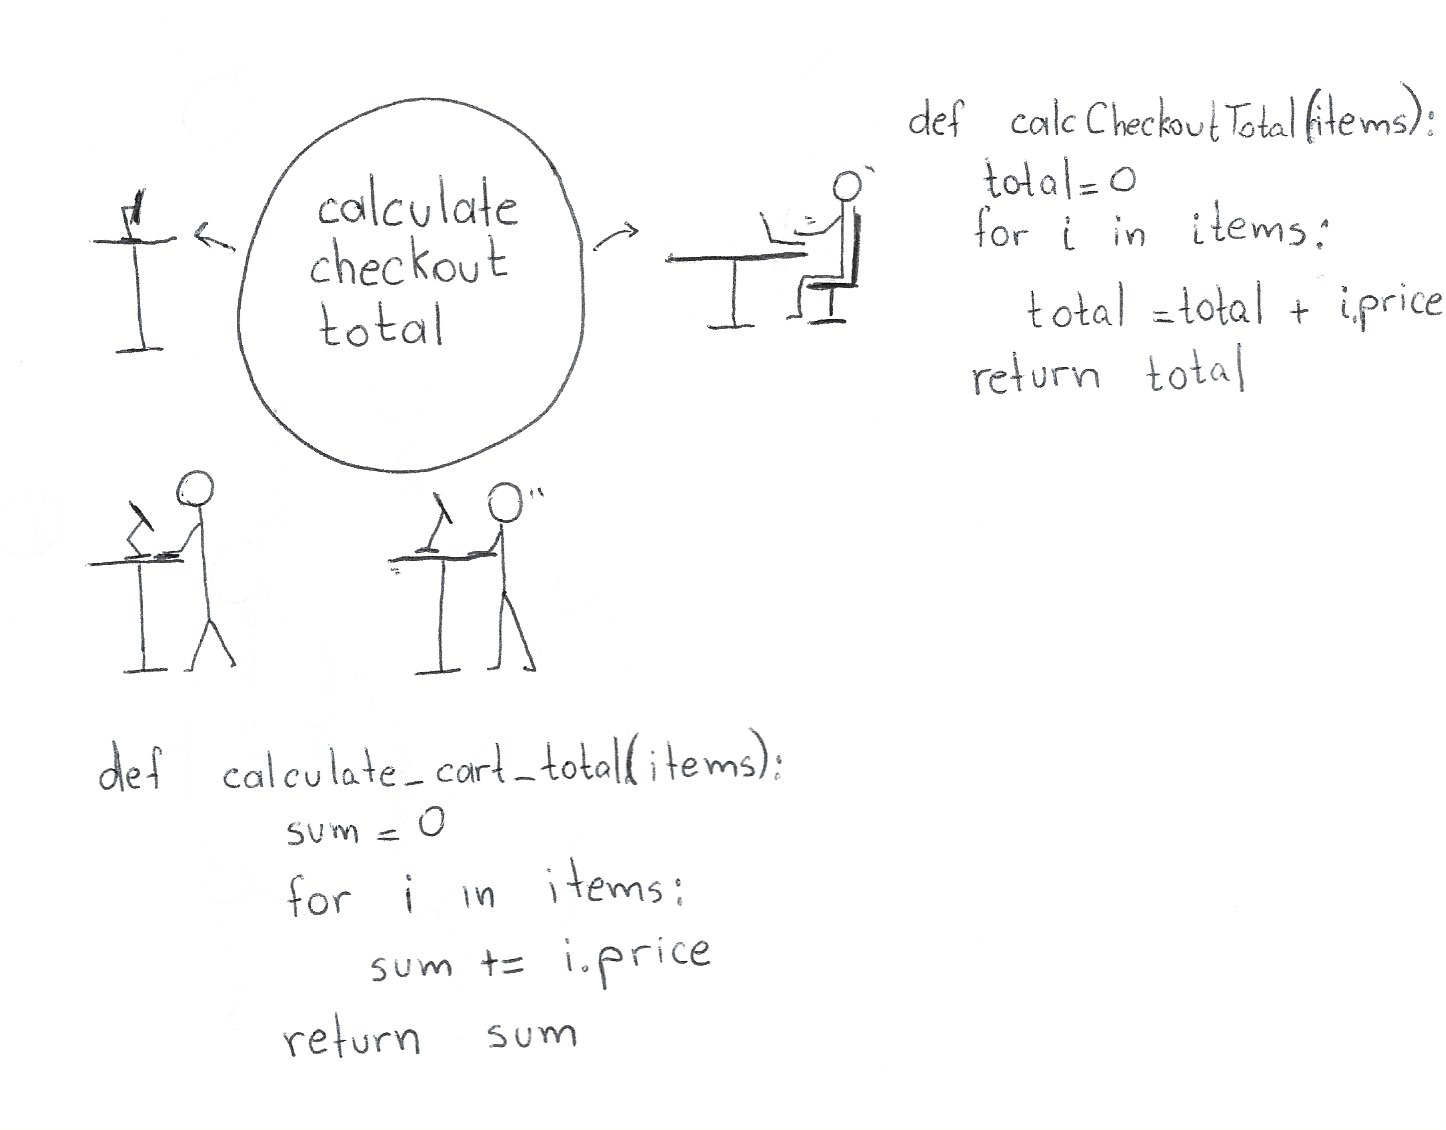 calculate
checkout
total
def calcCheckoutTotal(items):
total=0
for i in items:
total =total + i.price
return total
def calculate_cart_total(items):
sum = 0
for i in items:
sum += i.price
return sum